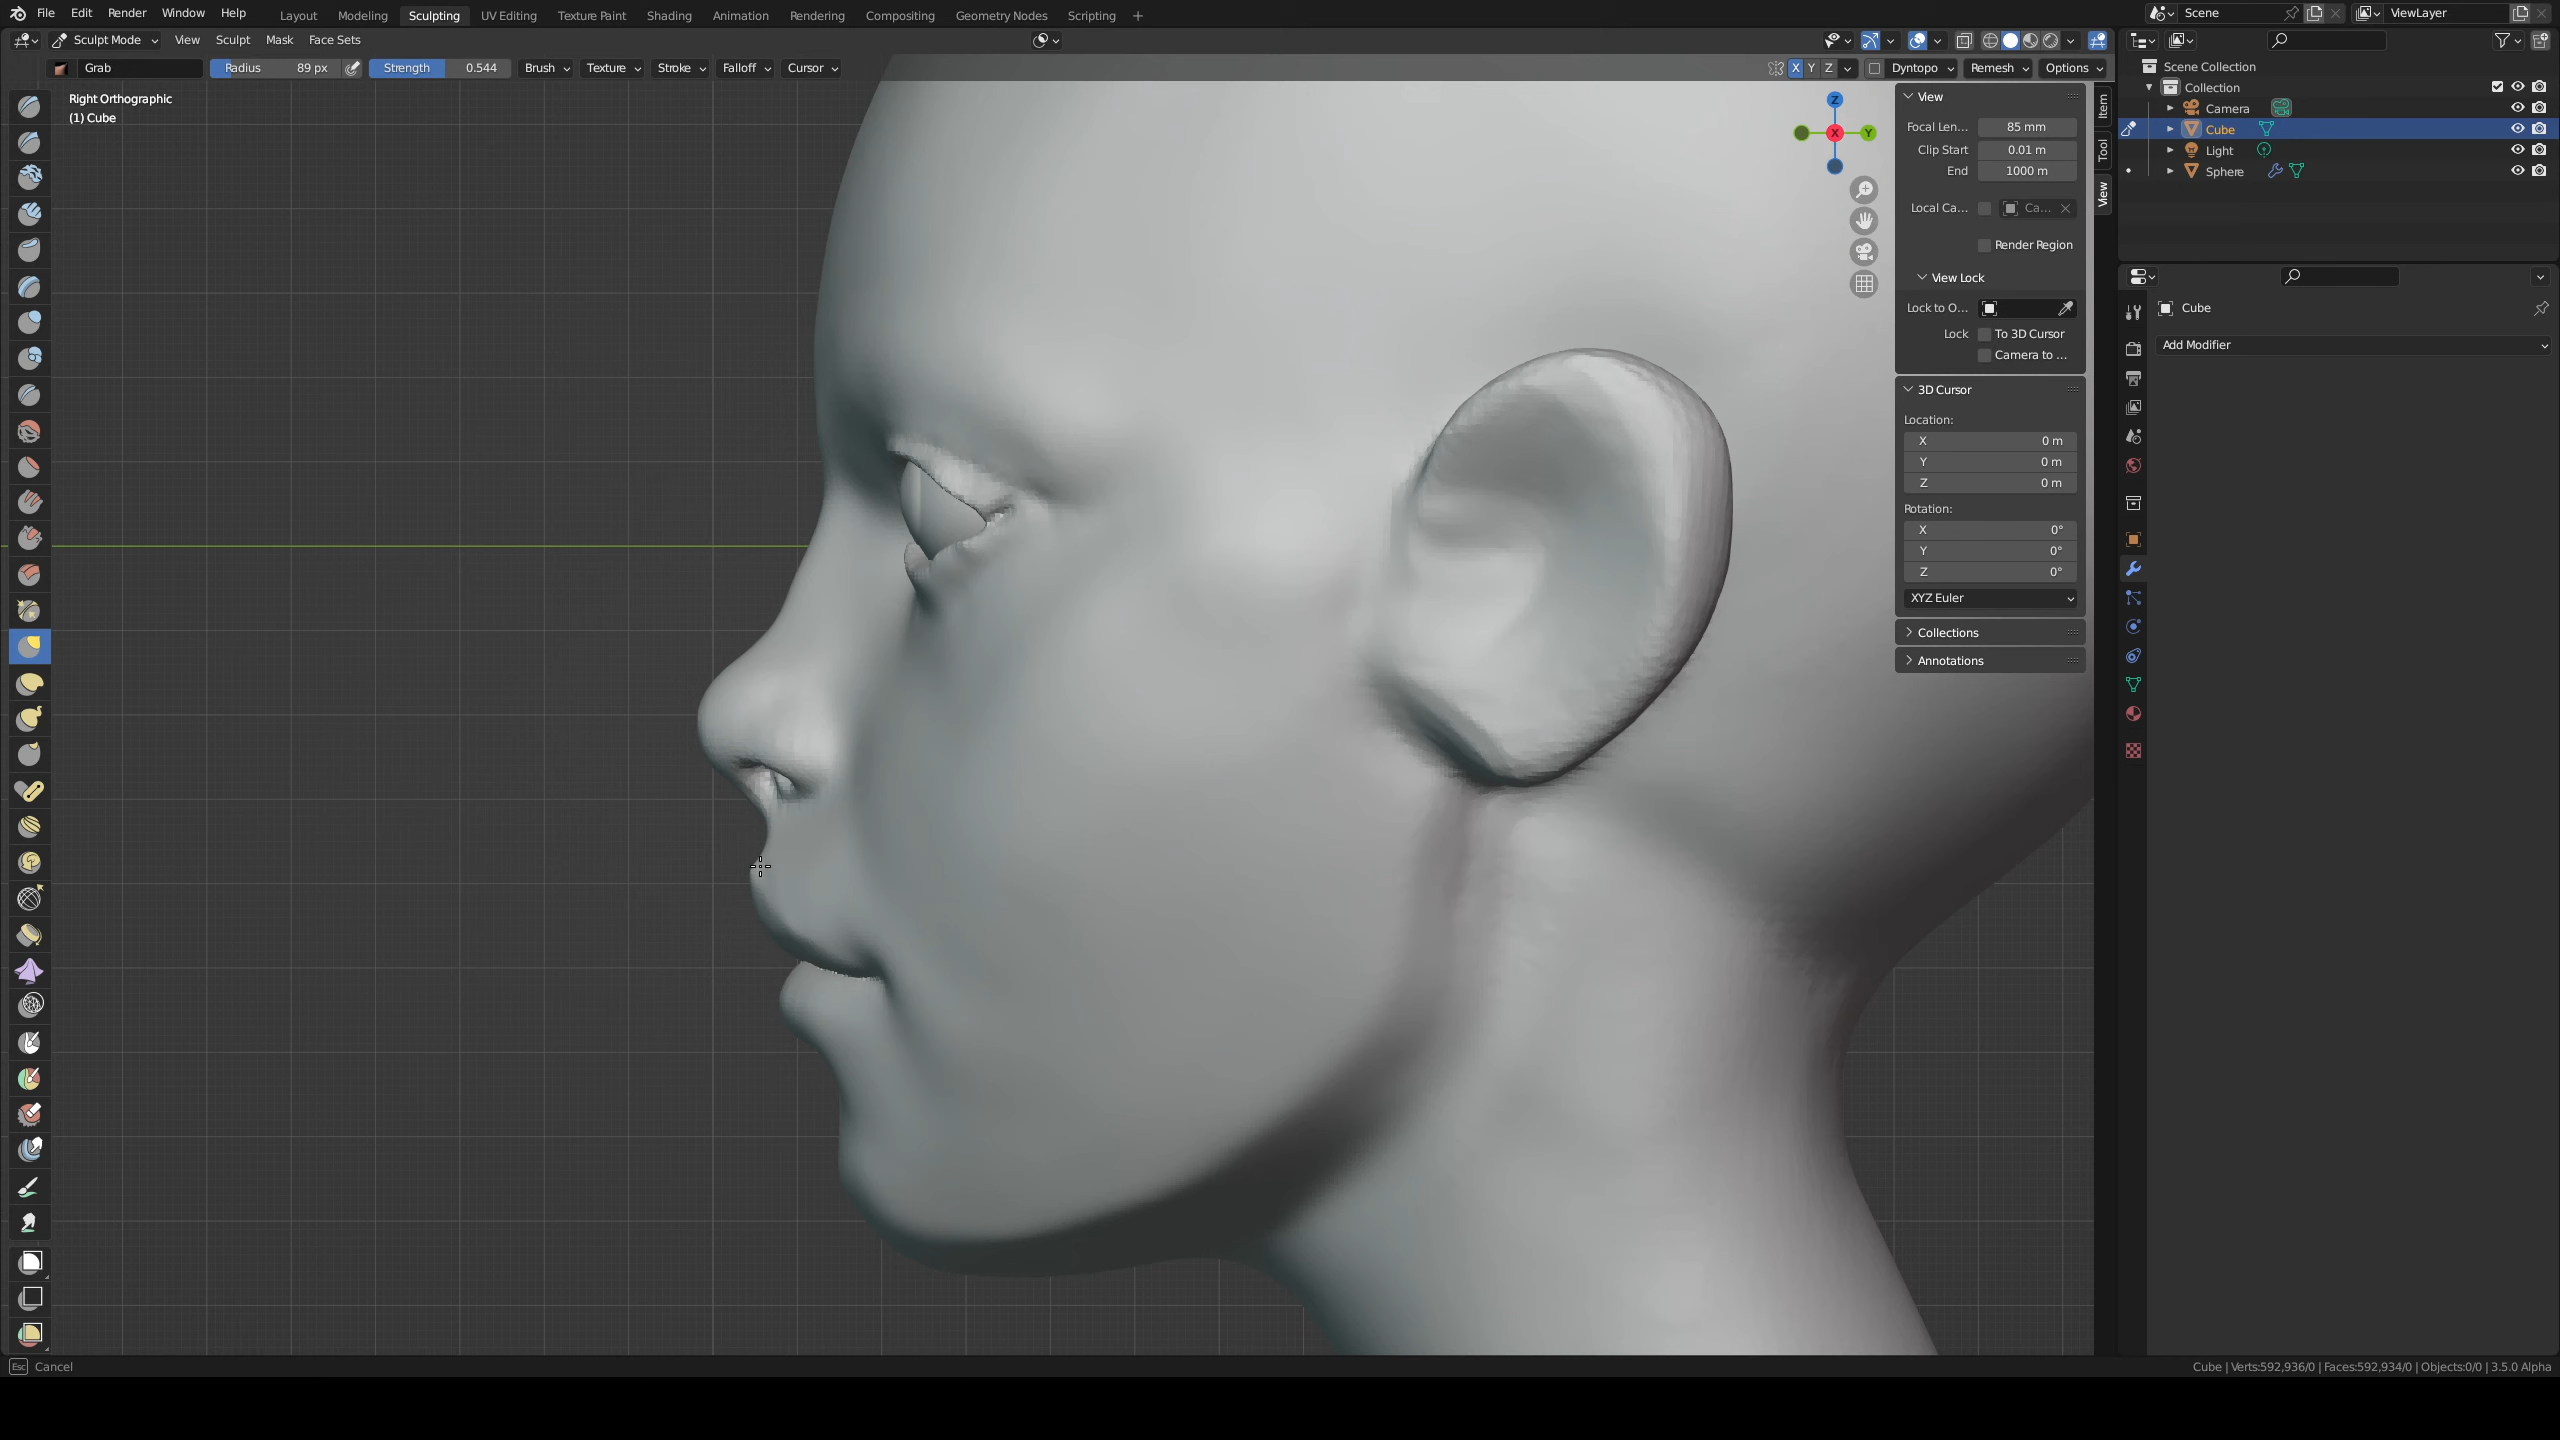 File Edit Render Window Help Layout Modeling Sculpting UV Editing Texture Paint Shading Animation Rendering Compositing Geometry Nodes Scripting + Scene ViewLayer
Sculpt Mode View Sculpt Mask Face Sets
Grab Radius 89 px Strength 0.544 Brush Texture Stroke Falloff Cursor X Y Z Dyntopo Remesh Options
Right Orthographic
(1) Cube
Z
X
Y
View
Focal Len... 85 mm
Clip Start 0.01 m
End 1000 m
Local Ca... Ca...
Render Region
View Lock
Lock to O...
Lock To 3D Cursor
Camera to ...
3D Cursor
Location:
X 0 m
Y 0 m
Z 0 m
Rotation:
X 0°
Y 0°
Z 0°
XYZ Euler
Collections
Annotations
Item
Tool
View
Scene Collection
Collection
Camera
Cube
Light
Sphere
Cube
Add Modifier
Esc Cancel
Cube | Verts:592,936/0 | Faces:592,934/0 | Objects:0/0 | 3.5.0 Alpha